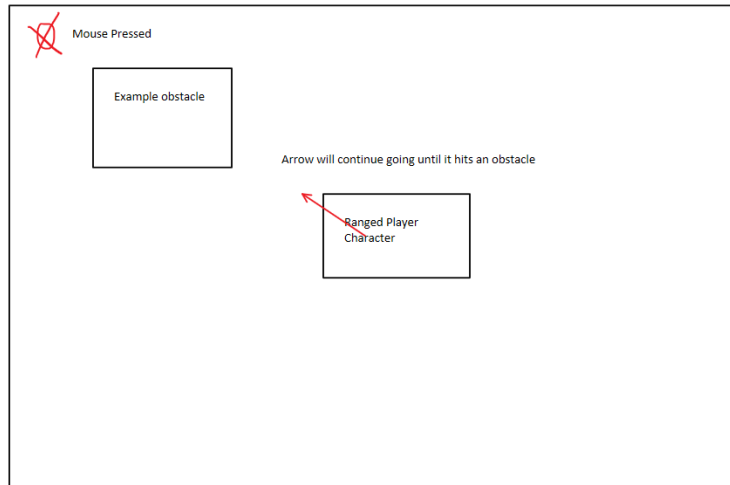 Mouse Pressed
Example obstacle
Arrow will continue going until it hits an obstacle
Ranged Player
Character